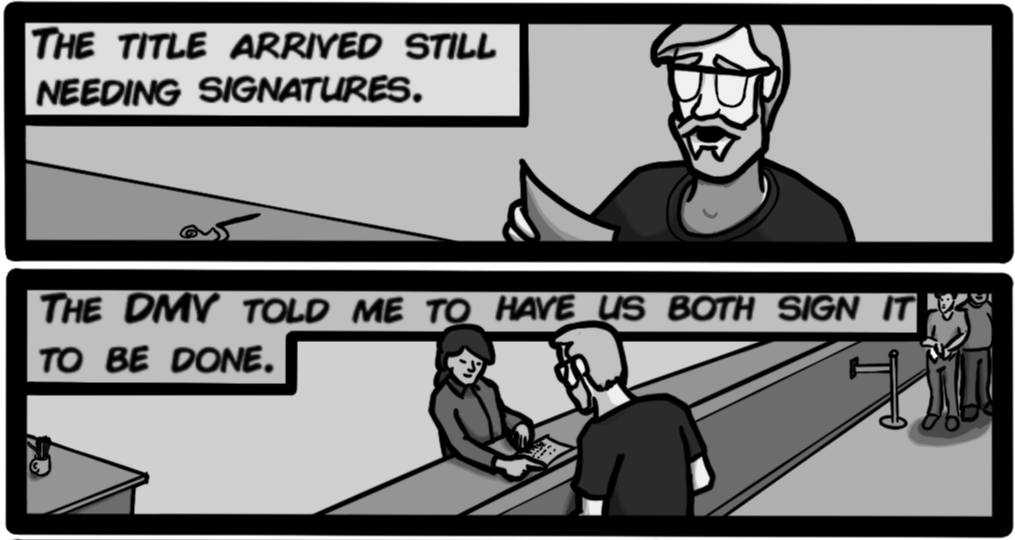 THE TITLE ARRIVED STILL
NEEDING SIGNATURES.
THE DMV TOLD ME TO HAVE US BOTH SIGN IT
TO BE DONE.